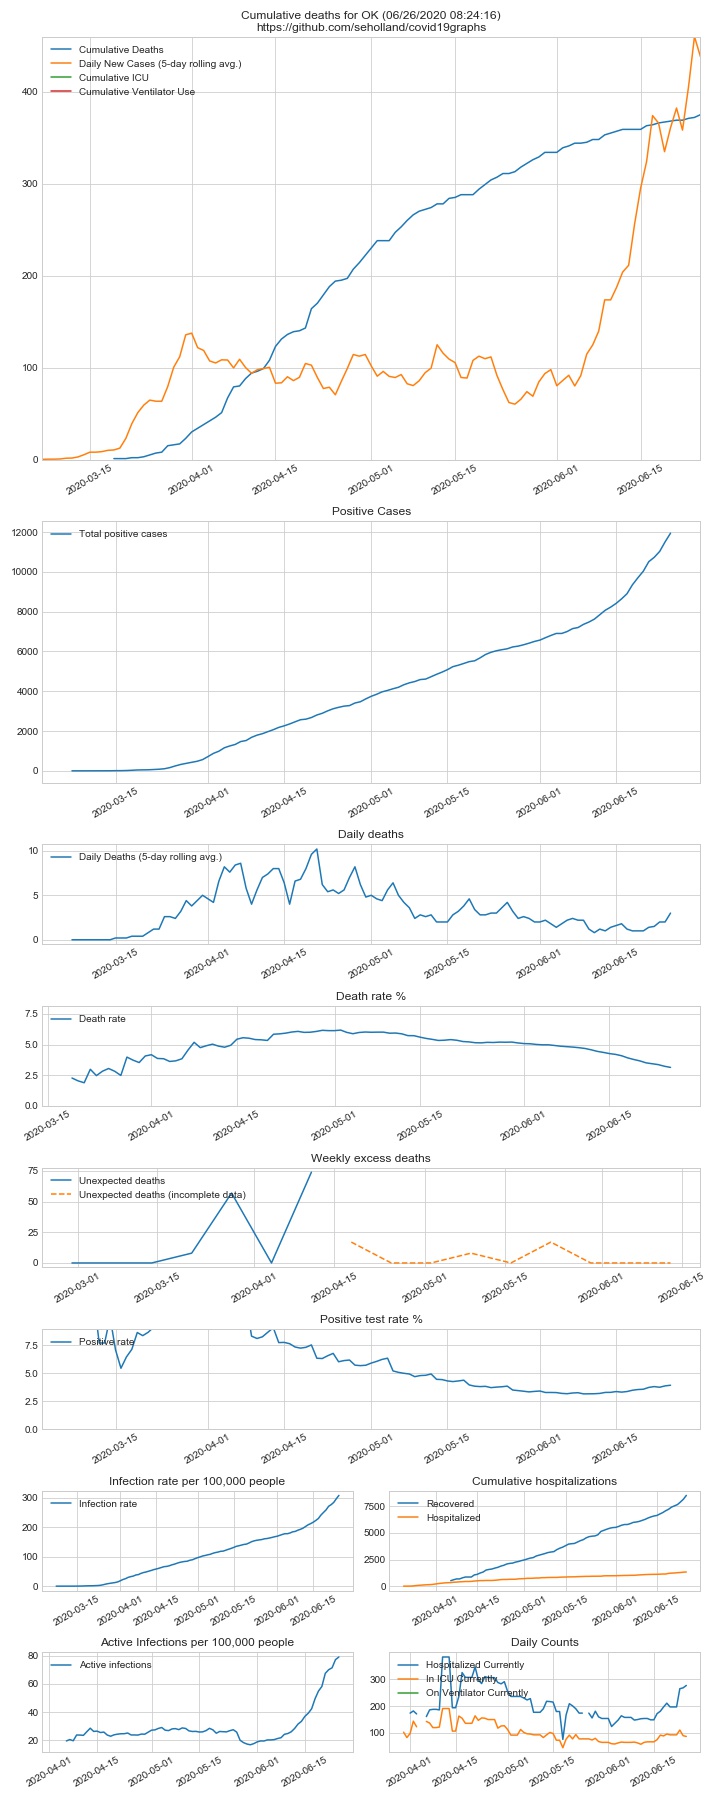 Cumulative deaths for OK (06/26/2020 08:24:16)
https://github.com/seholland/covid19graphs
Cumulative Deaths
Daily New Cases (5-day rolling avg.)
Cumulative ICU
Cumulative Ventilator Use
400
300
200
100
0
2020-03-15 2020-04-01 2020-04-15 2020-05-01 2020-05-15 2020-06-01 2020-06-15
Positive Cases
Total positive cases
12000
10000
8000
6000
4000
2000
0
2020-03-15 2020-04-01 2020-04-15 2020-05-01 2020-05-15 2020-06-01 2020-06-15
Daily deaths
Daily Deaths (5-day rolling avg.)
10
5
0
2020-03-15 2020-04-01 2020-04-15 2020-05-01 2020-05-15 2020-06-01 2020-06-15
Death rate %
Death rate
7.5
5.0
2.5
0.0
2020-03-15 2020-04-01 2020-04-15 2020-05-01 2020-05-15 2020-06-01 2020-06-15
Weekly excess deaths
Unexpected deaths
Unexpected deaths (incomplete data)
75
50
25
0
2020-03-01 2020-03-15 2020-04-01 2020-04-15 2020-05-01 2020-05-15 2020-06-01 2020-06-15
Positive test rate %
Positive rate
7.5
5.0
2.5
0.0
2020-03-15 2020-04-01 2020-04-15 2020-05-01 2020-05-15 2020-06-01 2020-06-15
Infection rate per 100,000 people
Infection rate
300
200
100
0
2020-03-15 2020-04-01 2020-04-15 2020-05-01 2020-05-15 2020-06-01 2020-06-15
Cumulative hospitalizations
Recovered
Hospitalized
7500
5000
2500
0
2020-04-01 2020-04-15 2020-05-01 2020-05-15 2020-06-01 2020-06-15
Active Infections per 100,000 people
Active infections
80
60
40
20
2020-04-01 2020-04-15 2020-05-01 2020-05-15 2020-06-01 2020-06-15
Daily Counts
Hospitalized Currently
In ICU Currently
On Ventilator Currently
300
200
100
2020-04-01 2020-04-15 2020-05-01 2020-05-15 2020-06-01 2020-06-15